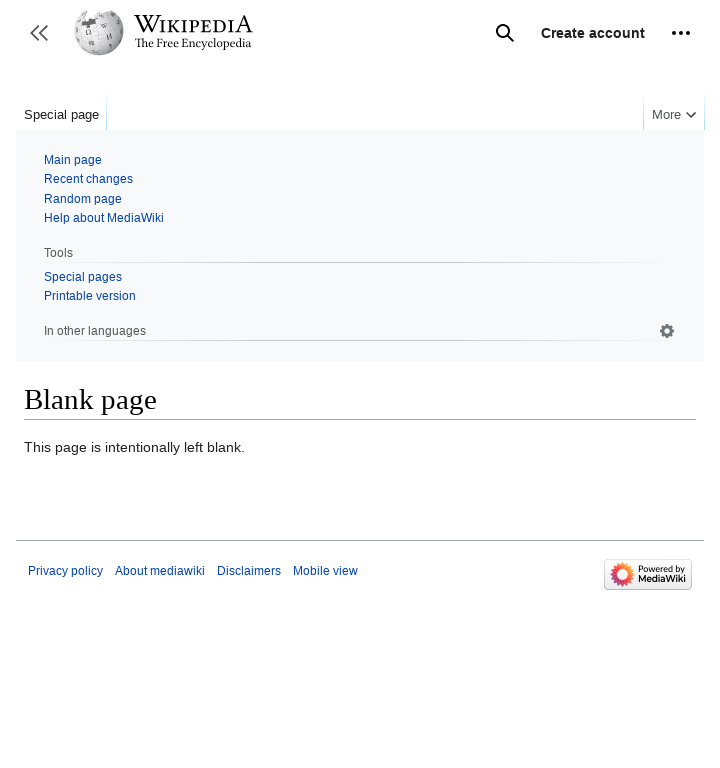 WIKIPEDIA
The Free Encyclopedia
Create account
Special page
More
Main page
Recent changes
Random page
Help about MediaWiki
Tools
Special pages
Printable version
In other languages
Blank page
This page is intentionally left blank.
Privacy policy About mediawiki Disclaimers Mobile view
Powered by
MediaWiki